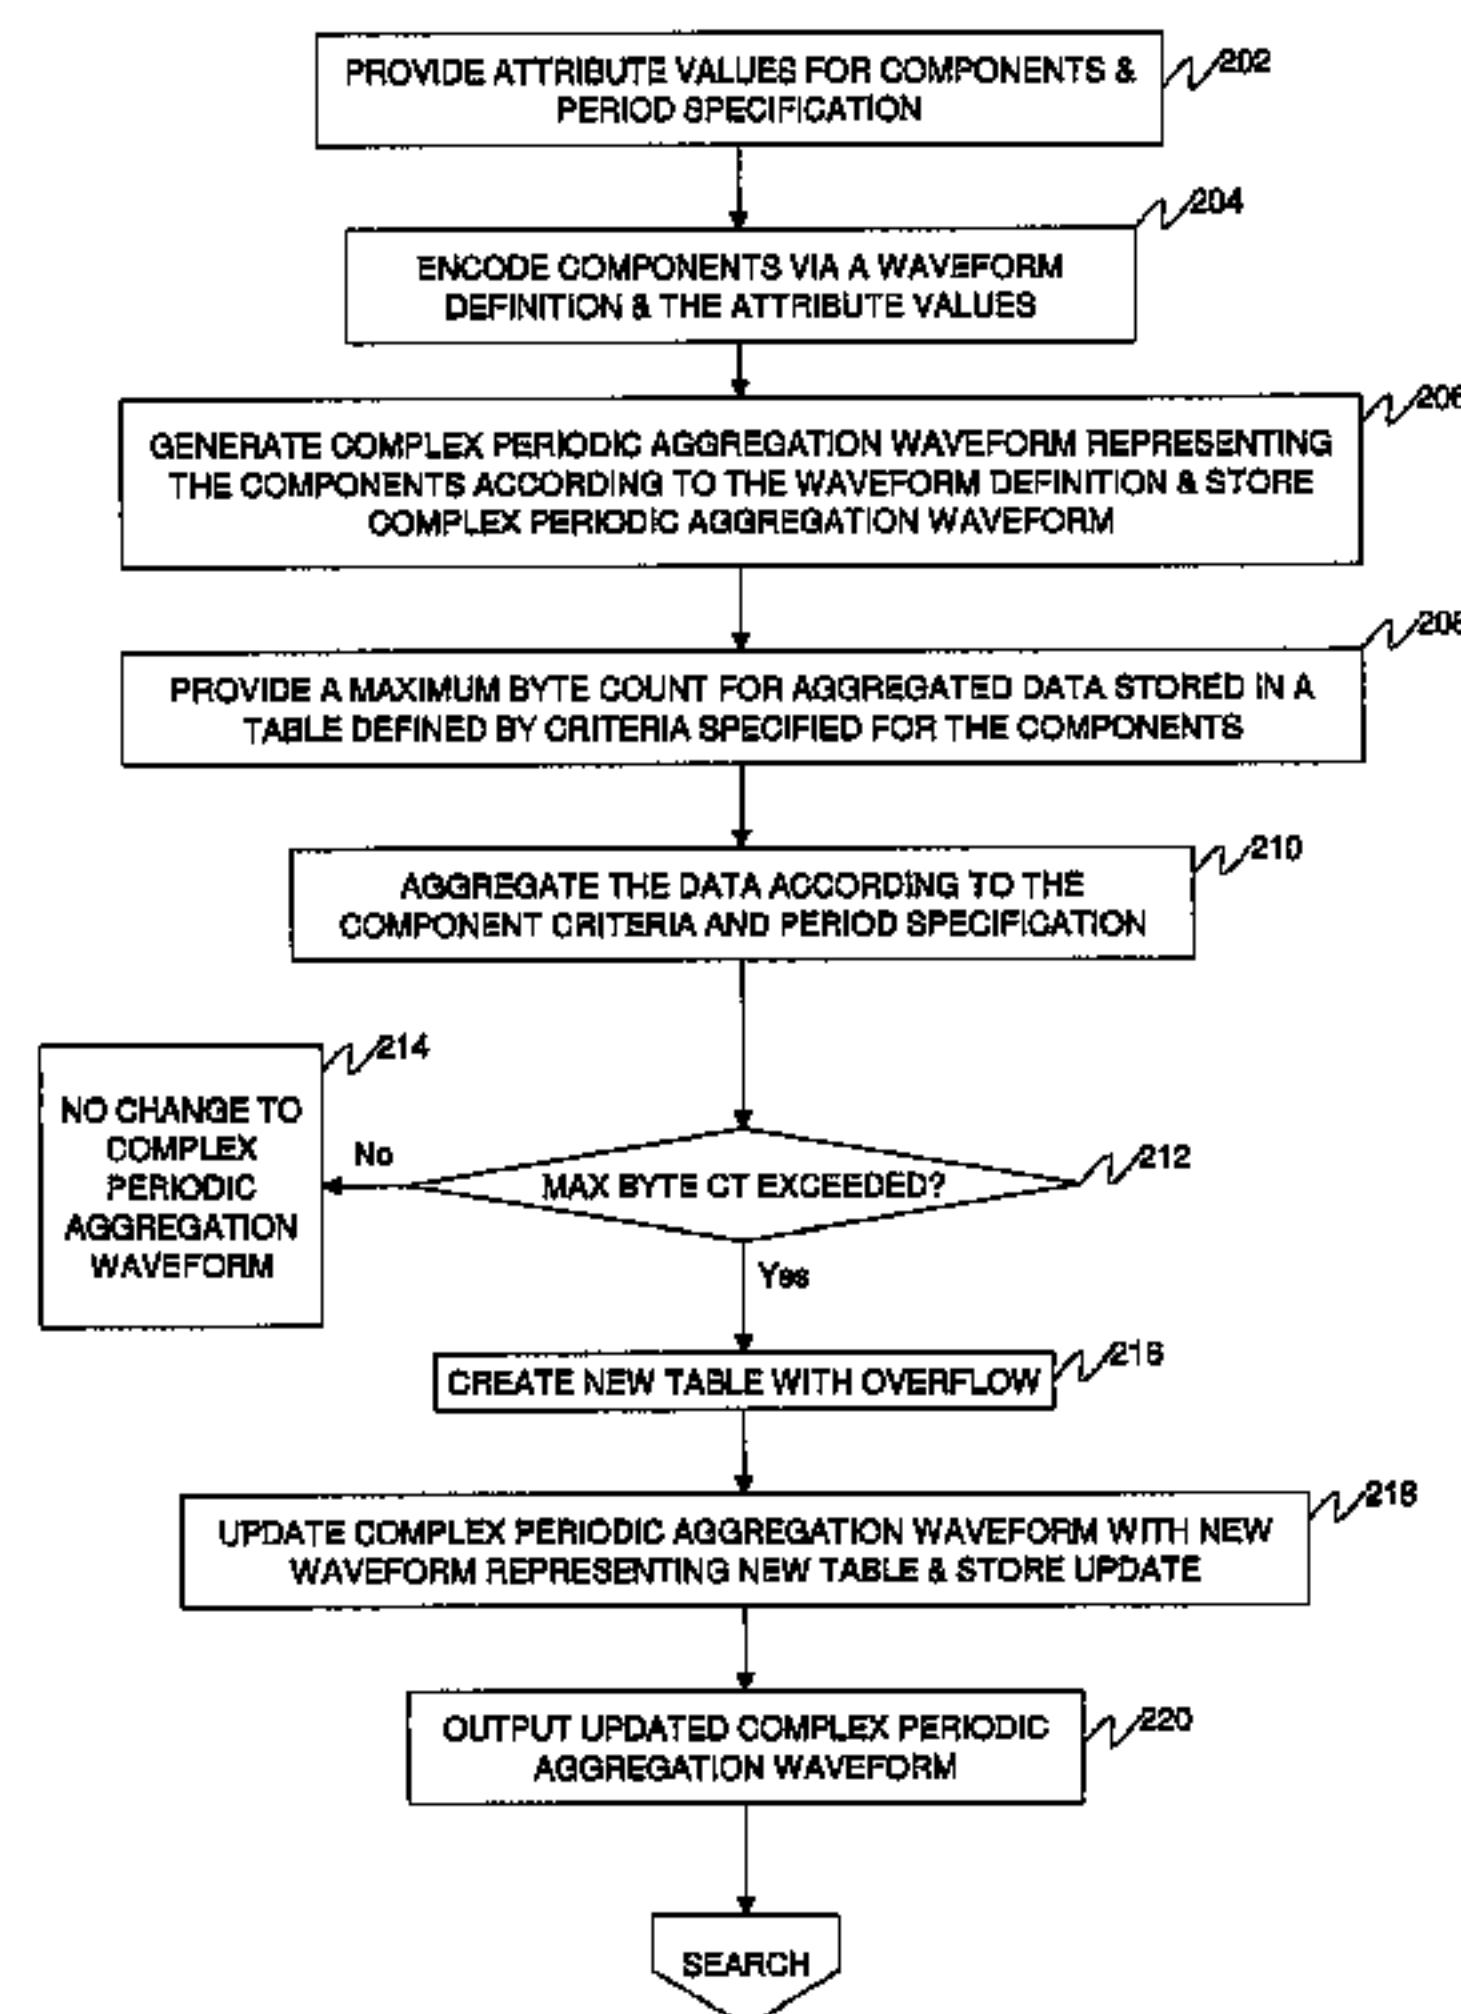 PROVIDE ATTRIBUTE VALUES FOR COMPONENTS &
PERIOD SPECIFICATION
202
204
ENCODE COMPONENTS VIA A WAVEFORM
DEFINITION & THE ATTRIBUTE VALUES
206
GENERATE COMPLEX PERIODIC AGGREGATION WAVEFORM REPRESENTING
THE COMPONENTS ACCORDING TO THE WAVEFORM DEFINITION & STORE
COMPLEX PERIODIC AGGREGATION WAVEFORM
208
PROVIDE A MAXIMUM BYTE COUNT FOR AGGREGATED DATA STORED IN A
TABLE DEFINED BY CRITERIA SPECIFIED FOR THE COMPONENTS
210
AGGREGATE THE DATA ACCORDING TO THE
COMPONENT CRITERIA AND PERIOD SPECIFICATION
214
NO CHANGE TO
COMPLEX
PERIODIC
AGGREGATION
WAVEFORM
No
212
MAX BYTE CT EXCEEDED?
Yes
216
CREATE NEW TABLE WITH OVERFLOW
218
UPDATE COMPLEX PERIODIC AGGREGATION WAVEFORM WITH NEW
WAVEFORM REPRESENTING NEW TABLE & STORE UPDATE
220
OUTPUT UPDATED COMPLEX PERIODIC
AGGREGATION WAVEFORM
SEARCH